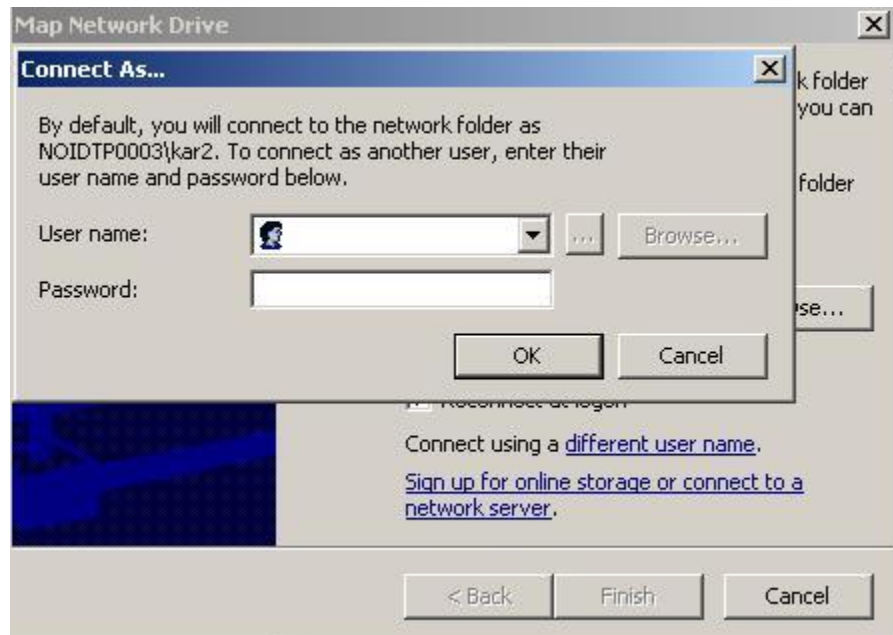 Map Network Drive
Connect As...
k folder
you can
By default, you will connect to the network folder as
NOIDTP0003\kar2. To connect as another user, enter their
user name and password below.
folder
User name:
... Browse...
Password:
se...
OK Cancel
Reconnect at logon
Connect using a different user name.
Sign up for online storage or connect to a
network server.
< Back Finish Cancel